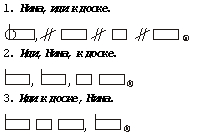 1. Нина, иди к доске.
2. Иди, Нина, к доске.
3. Иди к доске, Нина.